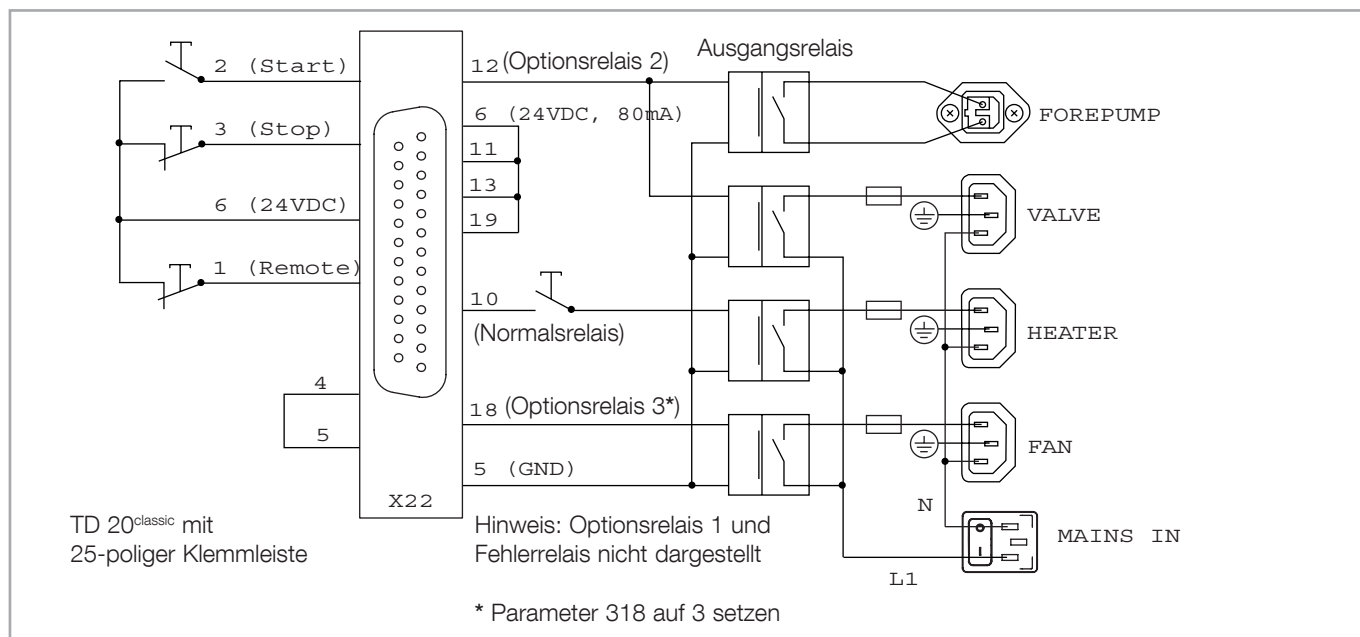 Ausgangsrelais
2 (Start)
12 (Optionsrelais 2)
6 (24VDC, 80mA)
FOREPUMP
3 (Stop)
11
13
6 (24VDC)
19
VALVE
1 (Remote)
10
(Normalsrelais)
HEATER
4
18 (Optionsrelais 3*)
5
FAN
5 (GND)
X22
N
TD 20classic mit
25-poliger Klemmleiste
Hinweis: Optionsrelais 1 und
Fehlerrelais nicht dargestellt
MAINS IN
L1
* Parameter 318 auf 3 setzen